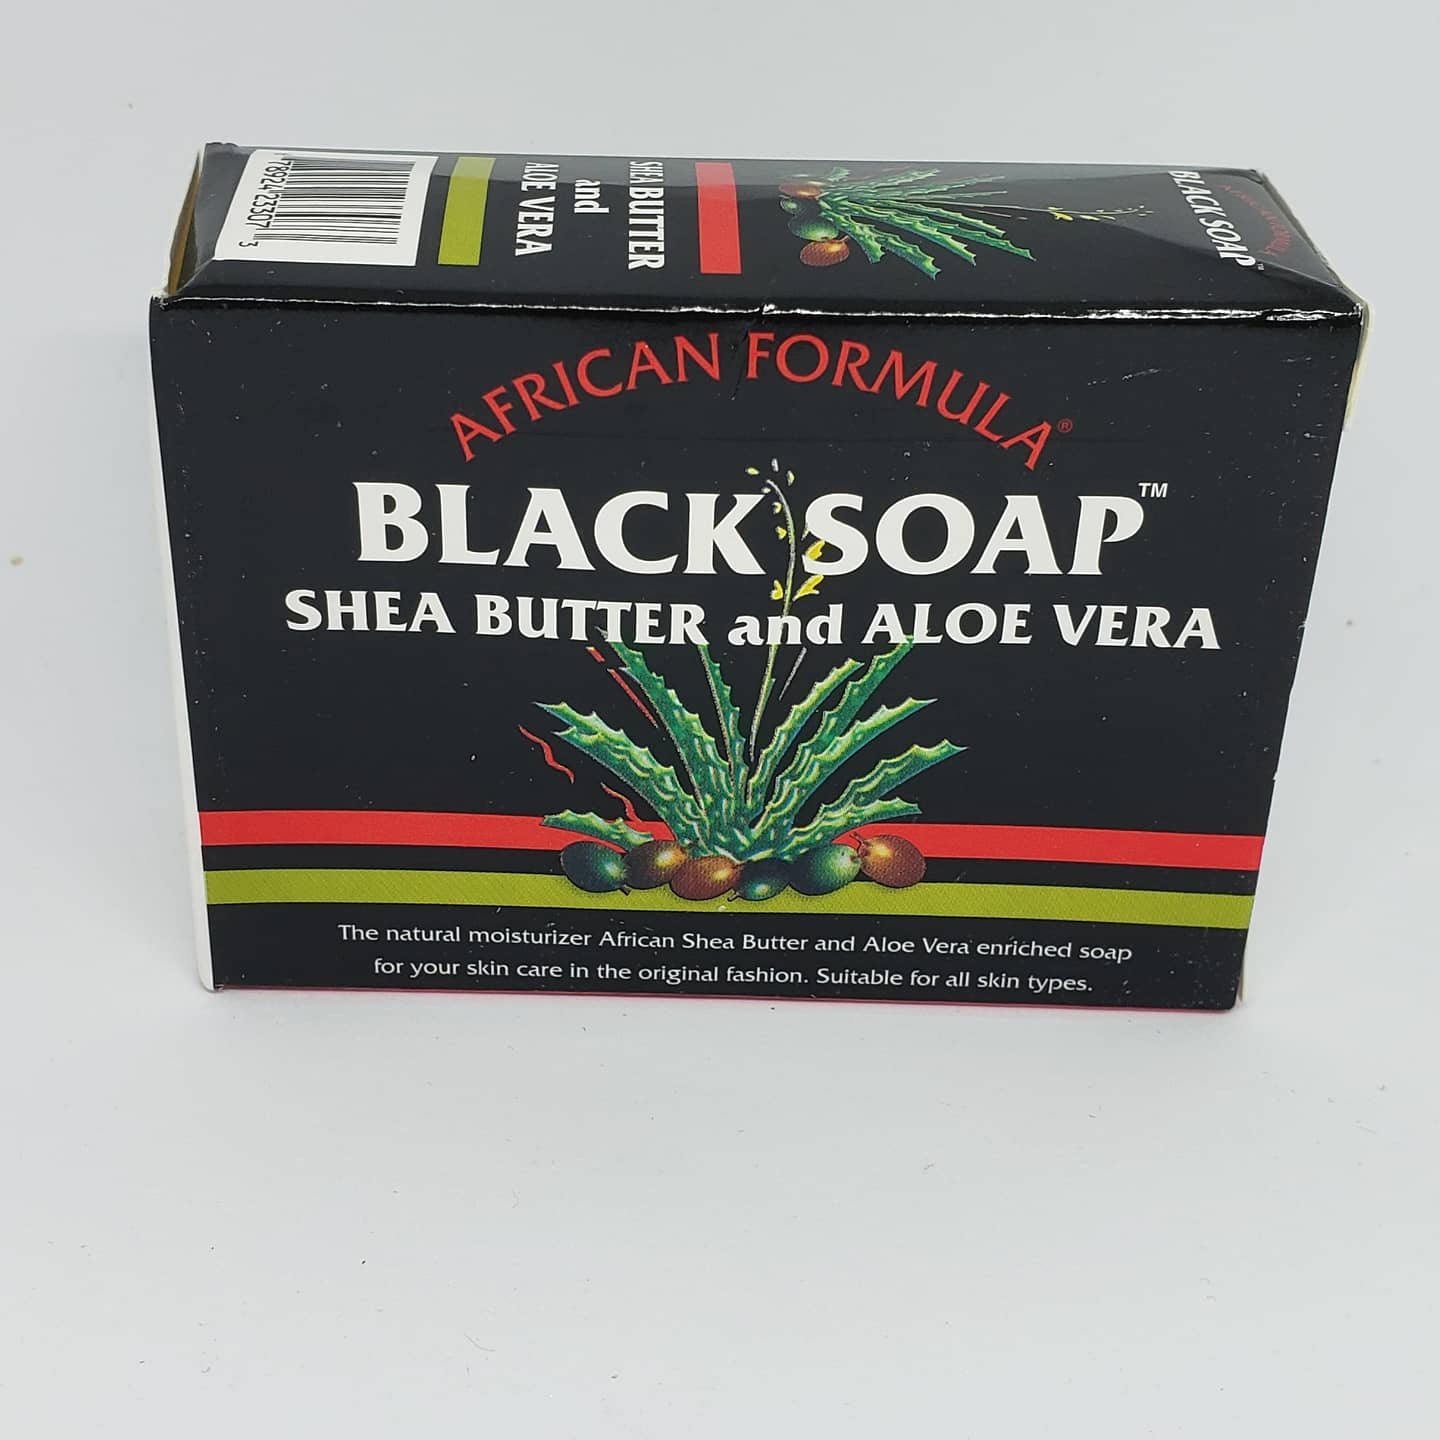 SHEA BUTTER
and
ALOE VERA
BLACK SOAP
AFRICAN FORMULA®
BLACK SOAP™
SHEA BUTTER and ALOE VERA
The natural moisturizer African Shea Butter and Aloe Vera enriched soap
for your skin care in the original fashion. Suitable for all skin types.